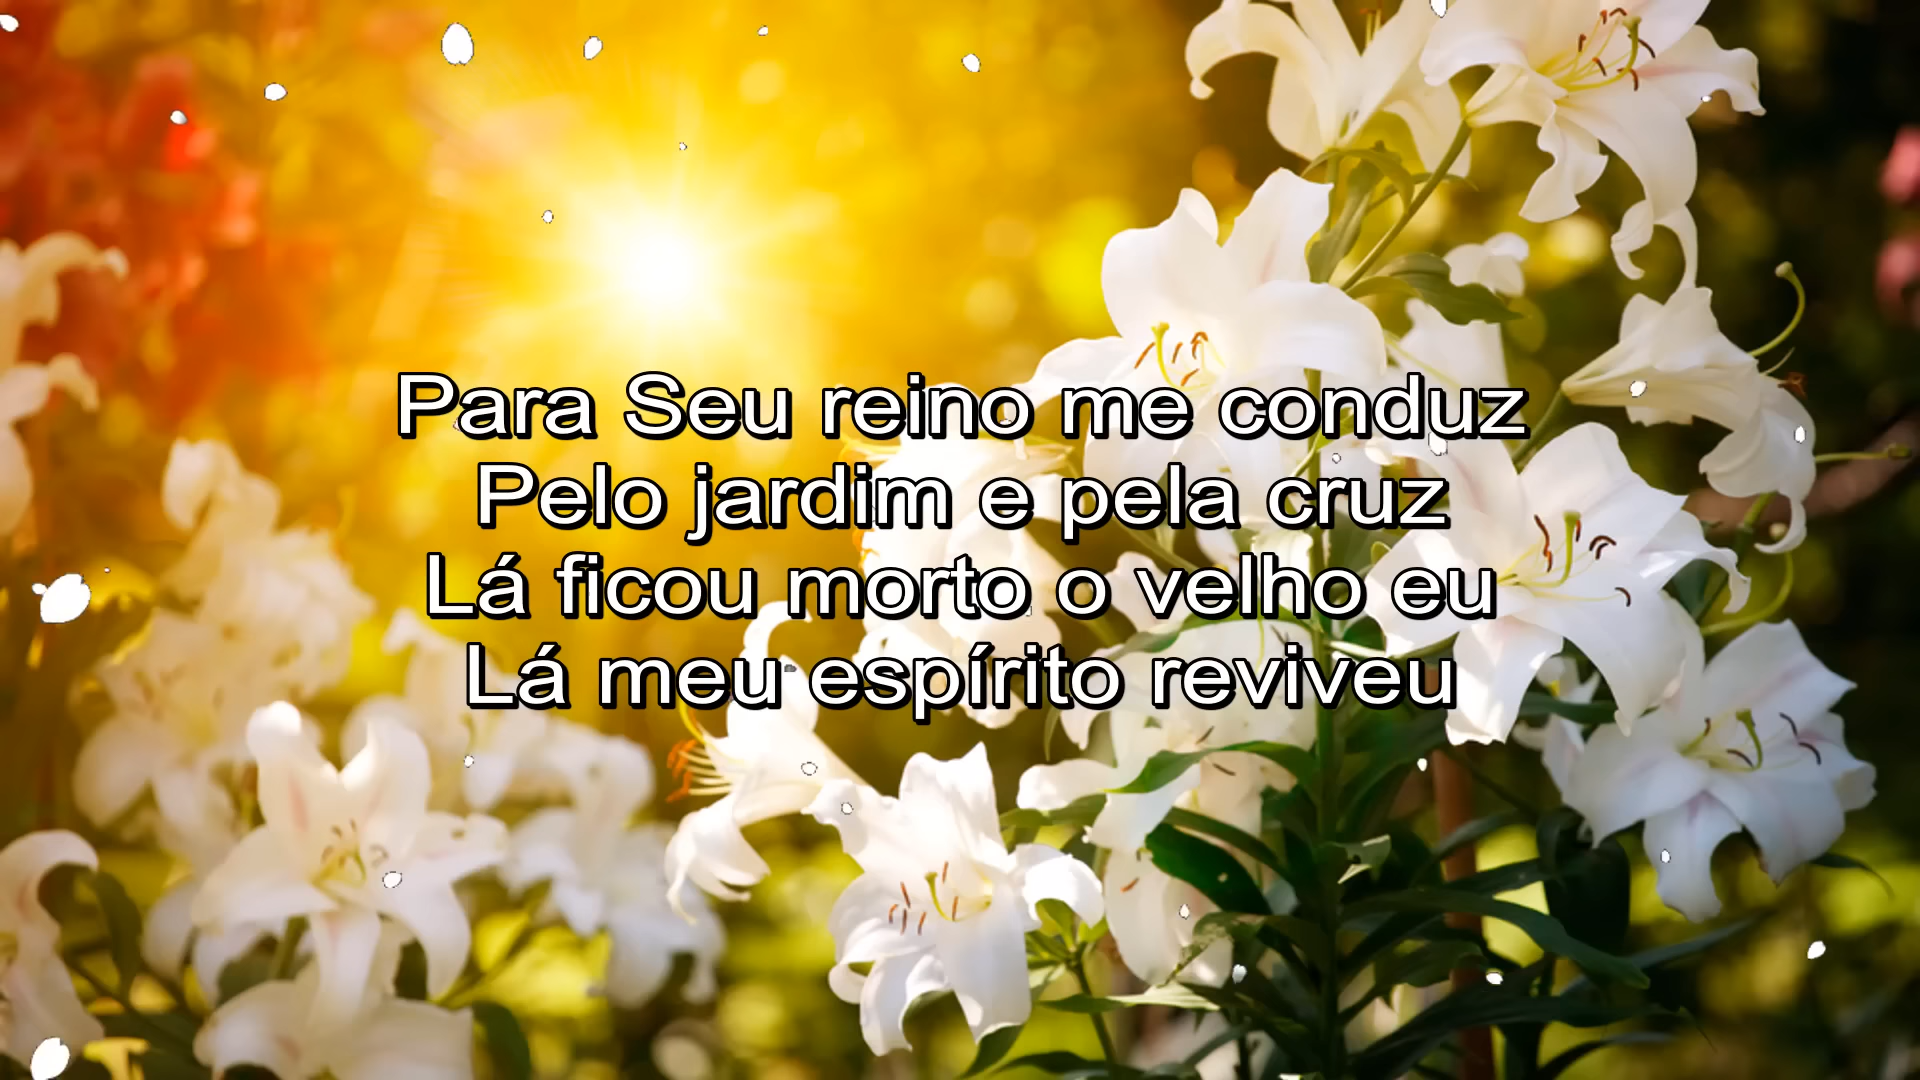 Para Seu reino me conduz
Pelo jardim e pela cruz
Lá ficou morto o velho eu
Lá meu espírito reviveu